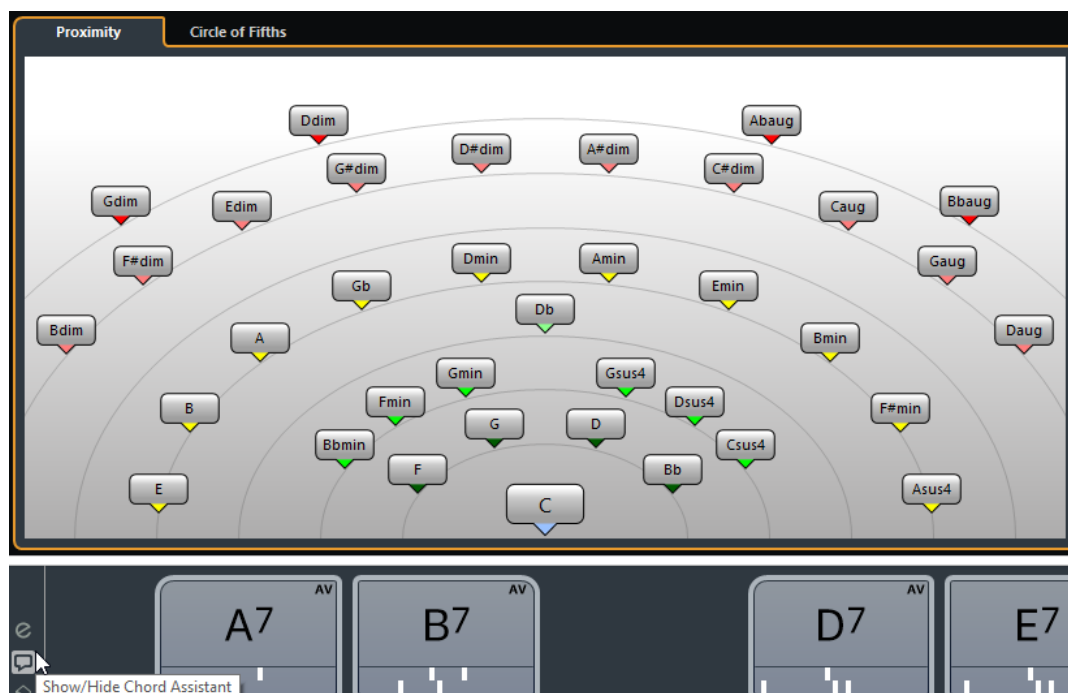 Proximity Circle of Fifths
Ddim Abaug
D#dim A#dim
G#dim C#dim
Gdim Edim Caug Bbaug
F#dim Dmin Amin Gaug
Gb Emin
Bdim A Db Bmin Daug
Gmin Gsus4
B Fmin Dsus4 F#min
G D
Bbmin Csus4
F Bb
E C Asus4
AV AV AV
A7 B7 D7 E7
e
Show/Hide Chord Assistant